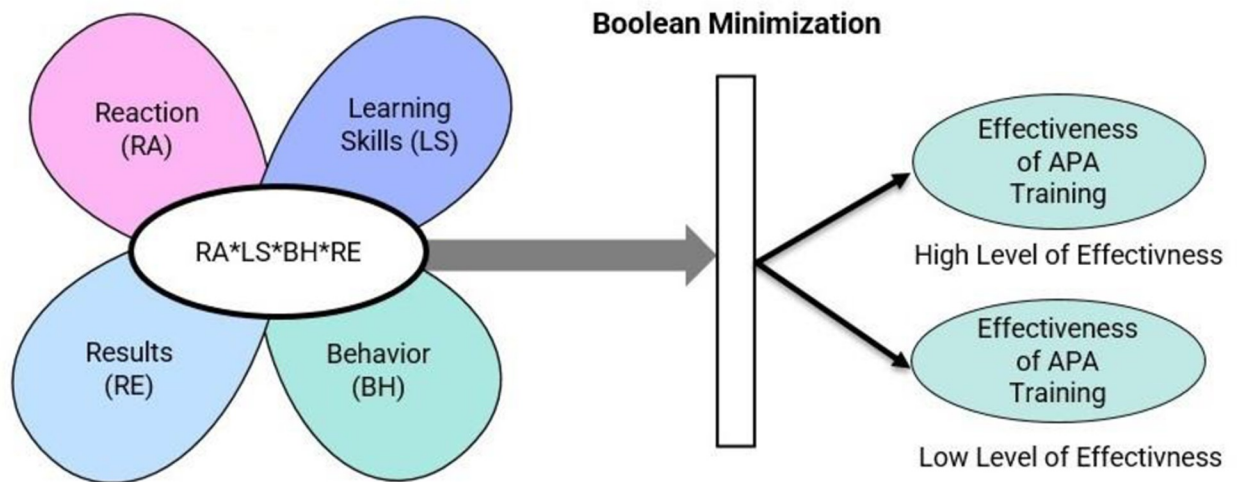 Boolean Minimization
Reaction
(RA)
Learning
Skills (LS)
RA*LS*BH*RE
Results
(RE)
Behavior
(BH)
Effectiveness
of APA
Training
High Level of Effectivness
Effectiveness
of APA
Training
Low Level of Effectivness